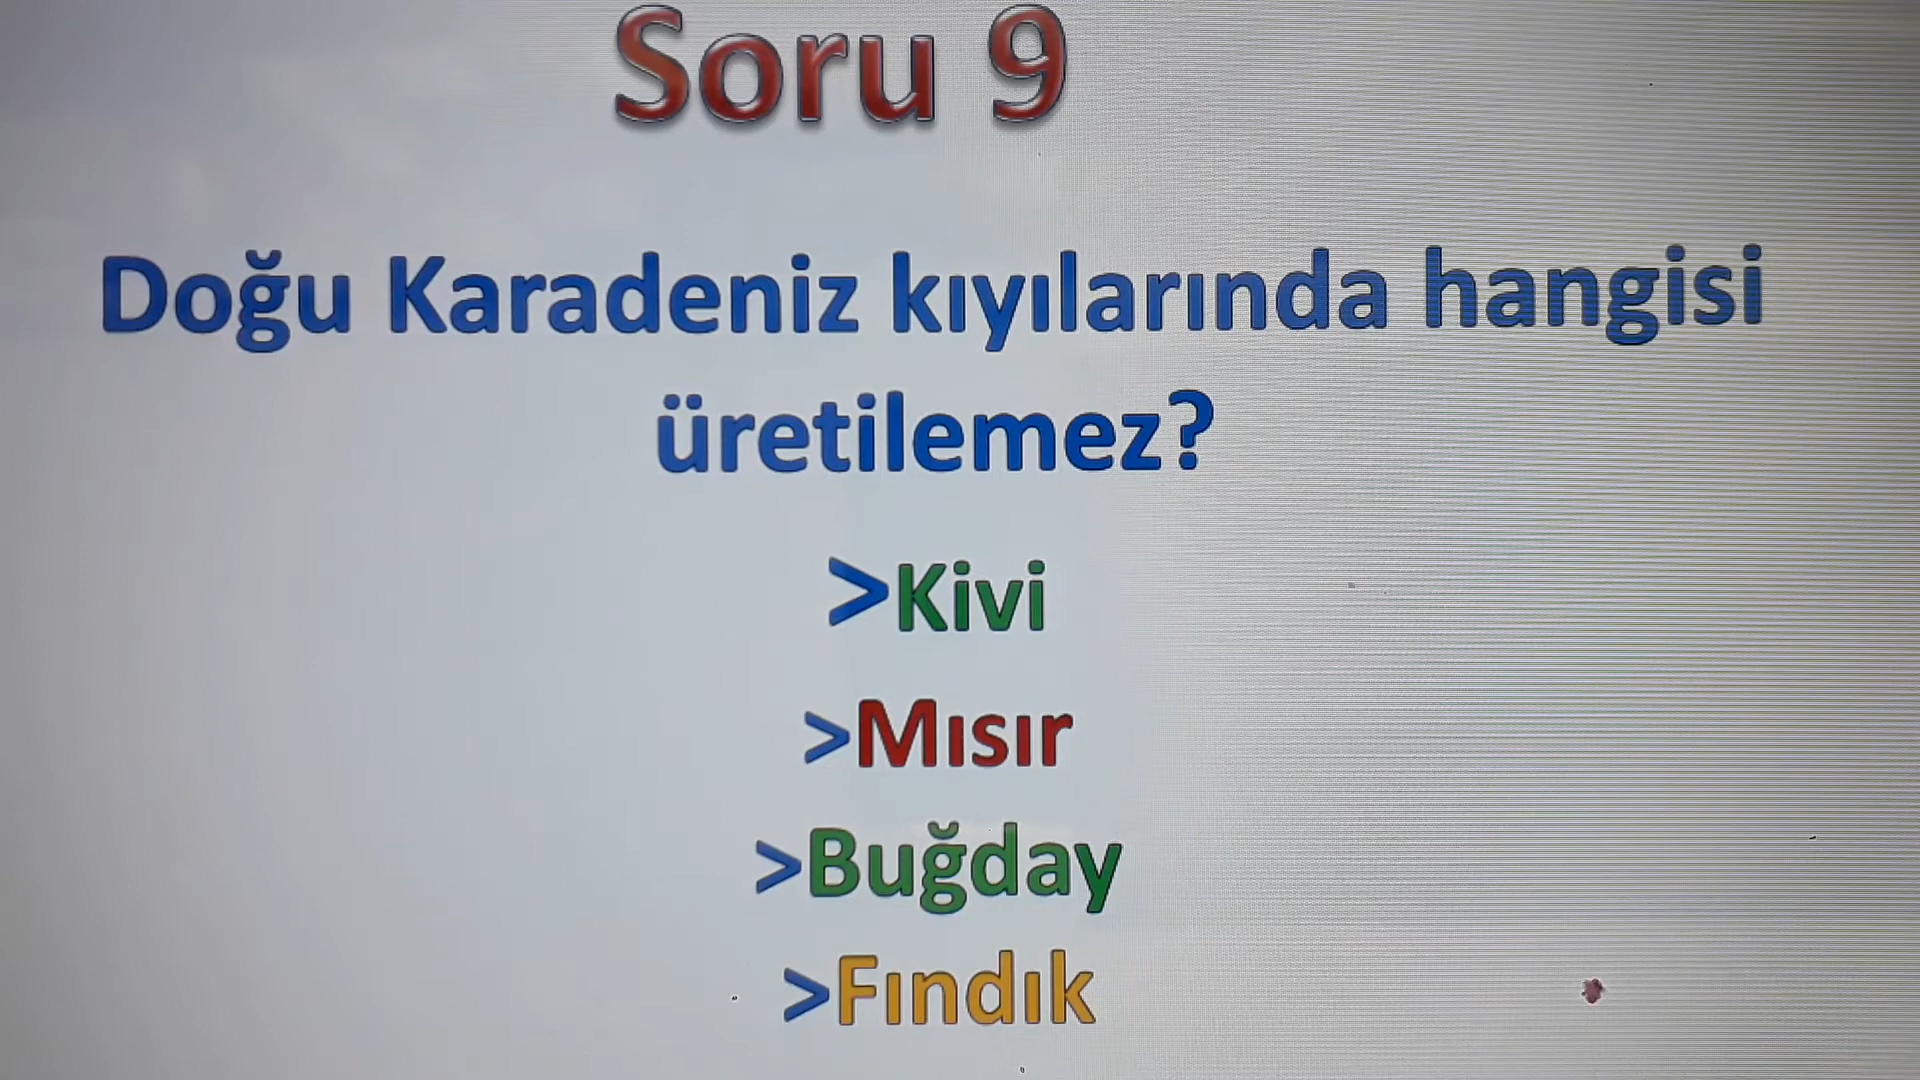 Soru 9
Doğu Karadeniz kıyılarında hangisi
üretilemez?
>Kivi
>Mısır
>Buğday
>Fındık